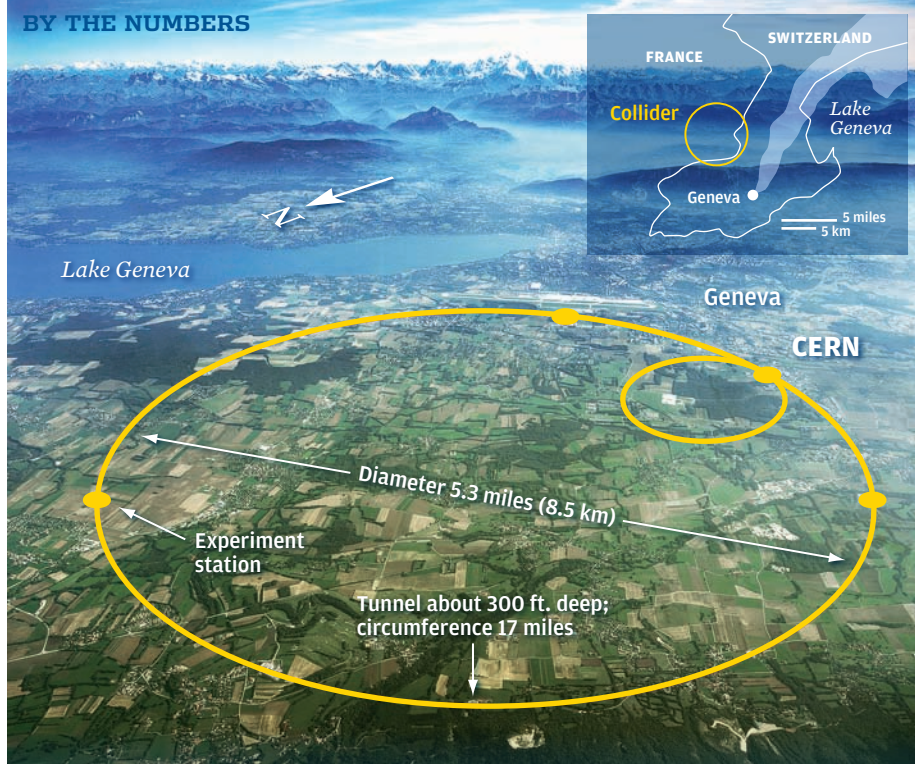 BY THE NUMBERS
FRANCE
SWITZERLAND
Collider
Lake
Geneva
Geneva
5 miles
5 km
N
Lake Geneva
Geneva
CERN
Diameter 5.3 miles (8.5 km)
Experiment
station
Tunnel about 300 ft. deep;
circumference 17 miles